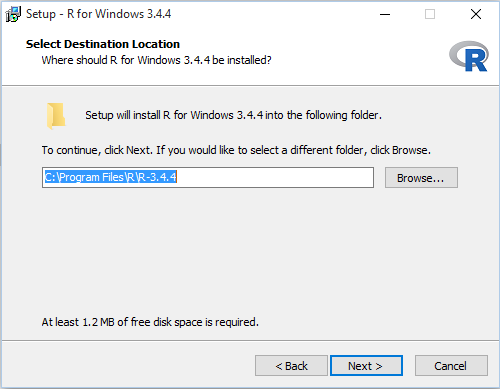 Setup - R for Windows 3.4.4
Select Destination Location
Where should R for Windows 3.4.4 be installed?
R
Setup will install R for Windows 3.4.4 into the following folder.
To continue, click Next. If you would like to select a different folder, click Browse.
C:\Program Files\R\R-3.4.4
Browse...
At least 1.2 MB of free disk space is required.
< Back
Next >
Cancel